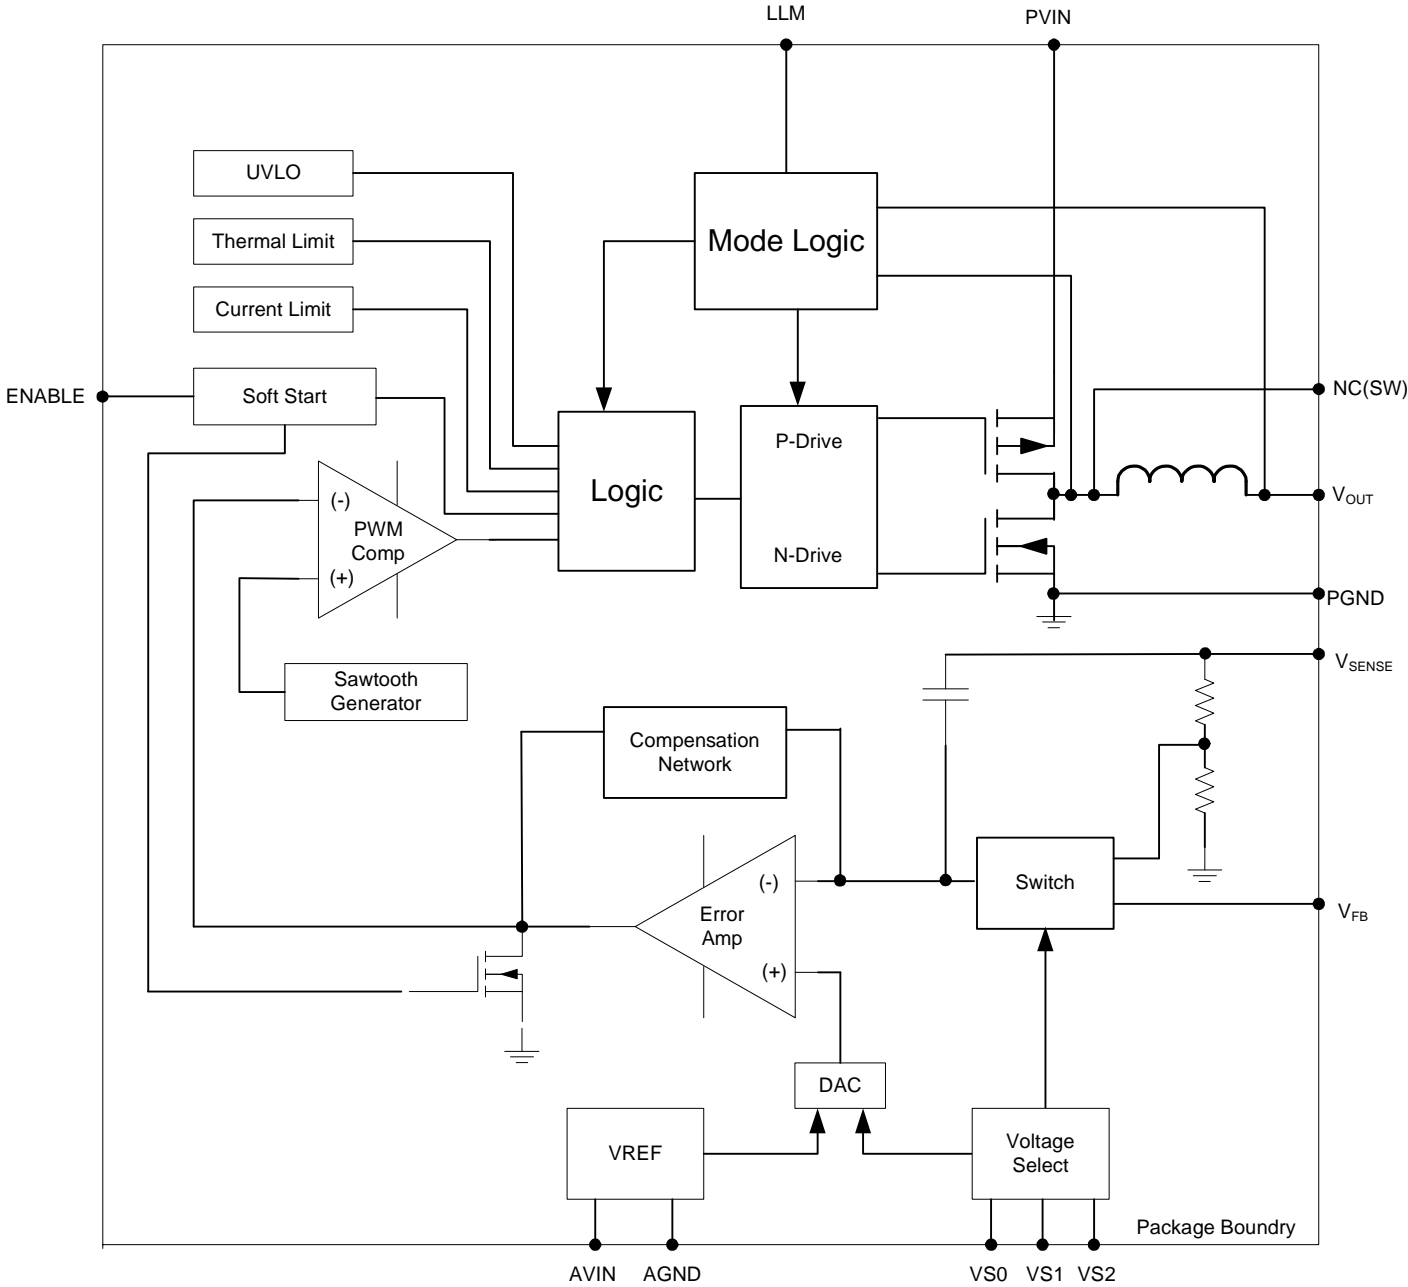 LLM
PVIN
UVLO
Thermal Limit
Mode Logic
Current Limit
ENABLE
Soft Start
NC(SW)
P-Drive
(-)
PWM
Comp
(+)
Logic
N-Drive
VOUT
PGND
Sawtooth
Generator
VSENSE
Compensation
Network
(-)
Error
Amp
(+)
Switch
VFB
DAC
VREF
Voltage
Select
Package Boundry
AVIN
AGND
VS0
VS1
VS2